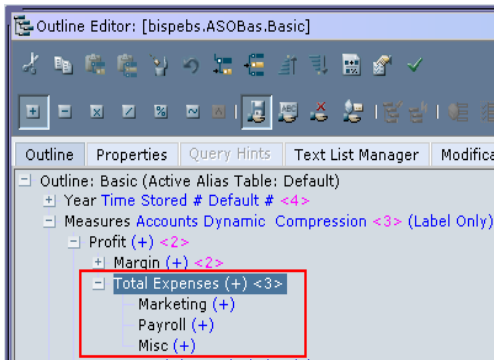 Outline Editor: [bispebs.ASOBas.Basic]
ABC
Outline Properties Query Hints Text List Manager Modifica
Outline: Basic (Active Alias Table: Default)
Year Time Stored # Default # <4>
Measures Accounts Dynamic Compression <3> (Label Only)
Profit (+) <2>
Margin (+) <2>
Total Expenses (+) <3>
Marketing (+)
Payroll (+)
Misc (+)